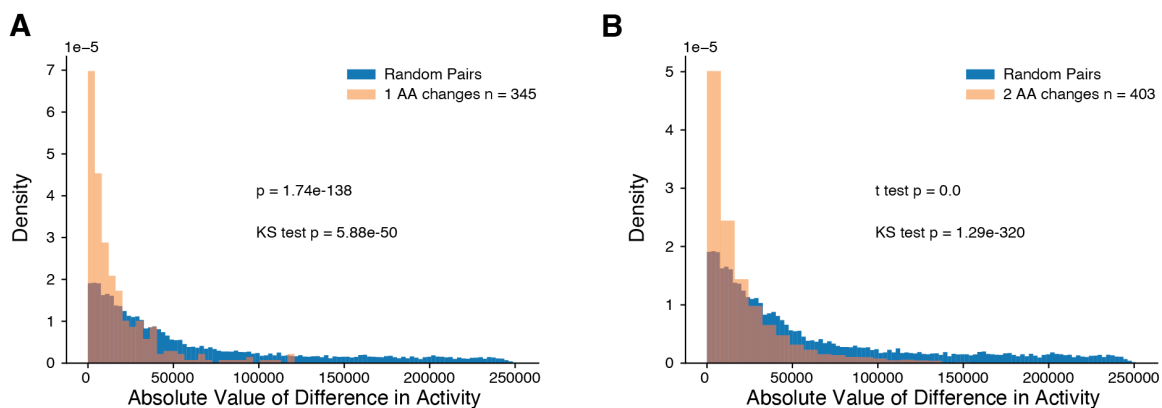 A
1e−5
Random Pairs
1 AA changes n = 345
p = 1.74e-138
KS test p = 5.88e-50
7
6
5
4
3
2
1
0
Density
0 50000 100000 150000 200000 250000
Absolute Value of Difference in Activity
B
1e−5
Random Pairs
2 AA changes n = 403
t test p = 0.0
KS test p = 1.29e-320
5
4
3
2
1
0
Density
0 50000 100000 150000 200000 250000
Absolute Value of Difference in Activity